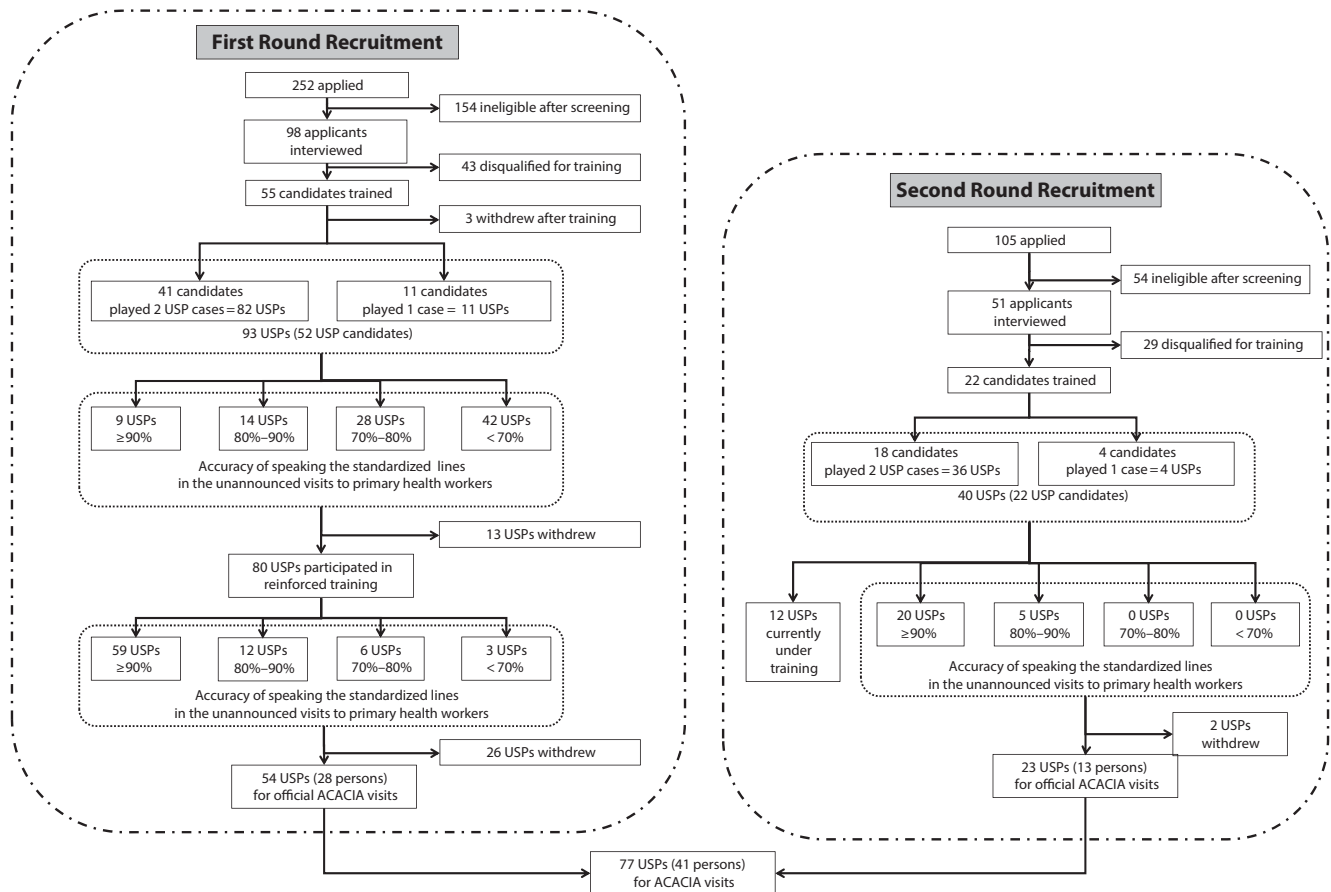 First Round Recruitment
252 applied
154 ineligible after screening
98 applicants
interviewed
43 disqualified for training
55 candidates trained
3 withdrew after training
41 candidates
played 2 USP cases = 82 USPs
11 candidates
played 1 case = 11 USPs
93 USPs (52 USP candidates)
9 USPs
≥90%
14 USPs
80%–90%
28 USPs
70%–80%
42 USPs
< 70%
Accuracy of speaking the standardized lines
in the unannounced visits to primary health workers
13 USPs withdrew
80 USPs participated in
reinforced training
59 USPs
≥90%
12 USPs
80%–90%
6 USPs
70%–80%
3 USPs
< 70%
Accuracy of speaking the standardized lines
in the unannounced visits to primary health workers
26 USPs withdrew
54 USPs (28 persons)
for official ACACIA visits
Second Round Recruitment
105 applied
54 ineligible after screening
51 applicants
interviewed
29 disqualified for training
22 candidates trained
18 candidates
played 2 USP cases = 36 USPs
4 candidates
played 1 case = 4 USPs
40 USPs (22 USP candidates)
12 USPs
currently
under
training
20 USPs
≥90%
5 USPs
80%–90%
0 USPs
70%–80%
0 USPs
< 70%
Accuracy of speaking the standardized lines
in the unannounced visits to primary health workers
2 USPs
withdrew
23 USPs (13 persons)
for official ACACIA visits
77 USPs (41 persons)
for ACACIA visits